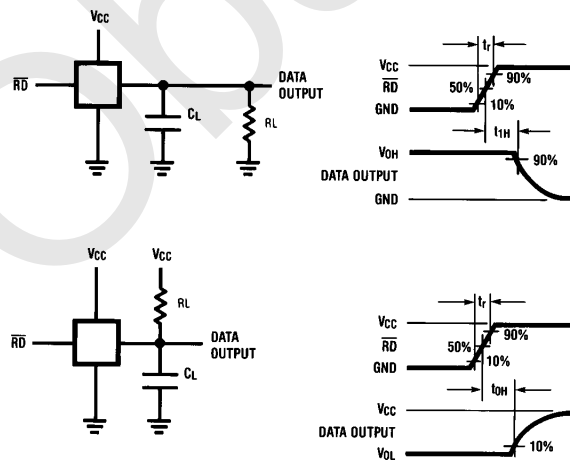 VCC
RD
DATA
OUTPUT
CL
RL
tr
VCC
90%
50%
RD
10%
GND
t1H
VOH
90%
DATA OUTPUT
GND
VCC
VCC
RL
RD
DATA
OUTPUT
CL
tr
VCC
90%
50%
RD
10%
GND
t0H
VCC
DATA OUTPUT
10%
VOL